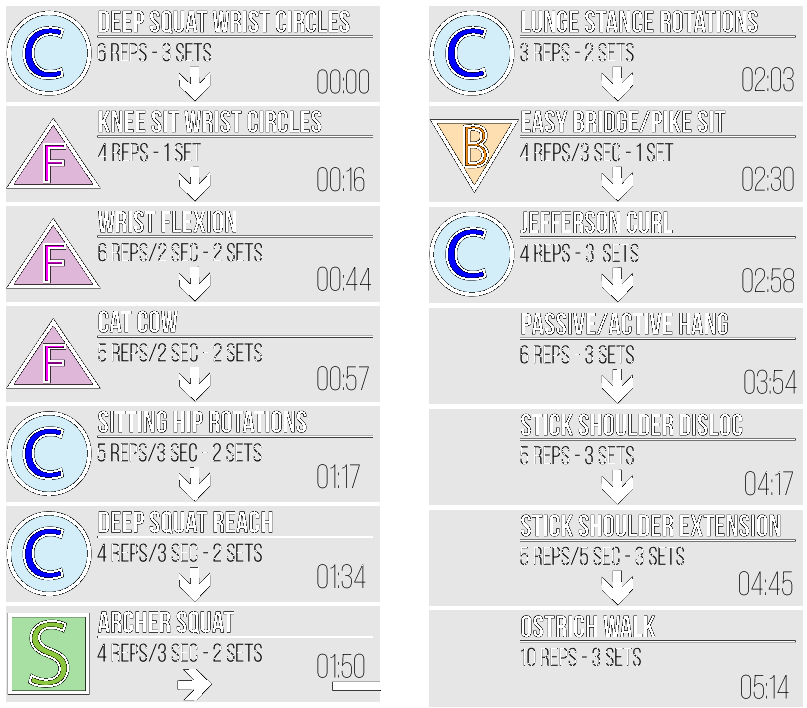 C
DEEP SQUAT WRIST CIRCLES
6 REPS - 3 SETS
00:00
F
KNEE SIT WRIST CIRCLES
4 REPS - 1 SET
00:16
F
WRIST FLEXION
6 REPS/2 SEC - 2 SETS
00:44
F
CAT COW
5 REPS/2 SEC - 2 SETS
00:57
C
SITTING HIP ROTATIONS
5 REPS/3 SEC - 2 SETS
01:17
C
DEEP SQUAT REACH
4 REPS/3 SEC - 2 SETS
01:34
S
ARCHER SQUAT
4 REPS/3 SEC - 2 SETS
01:50
C
LUNGE STANCE ROTATIONS
3 REPS - 2 SETS
02:03
B
EASY BRIDGE/PIKE SIT
4 REPS/3 SEC - 1 SET
02:30
C
JEFFERSON CURL
4 REPS - 3 SETS
02:58
PASSIVE/ACTIVE HANG
6 REPS - 3 SETS
03:54
STICK SHOULDER DISLOC
5 REPS - 3 SETS
04:17
STICK SHOULDER EXTENSION
5 REPS/5 SEC - 3 SETS
04:45
OSTRICH WALK
10 REPS - 3 SETS
05:14